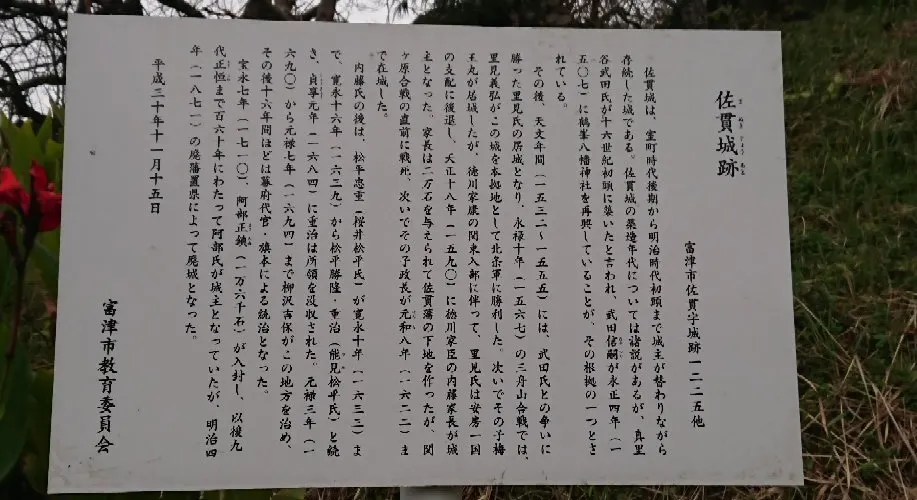 佐貫城跡
さぬきじょうあと
富津市佐貫字城跡一二二五他
佐貫城は、室町時代後期から明治時代初頭まで城主が替わりながら
存続した城である。佐貫城の築造年代については諸説があるが、真里
谷武田氏が十六世紀初頭に築いたと言われ、武田信嗣が永正四年(一
五〇七)に鶴峯八幡神社を再興していることが、その根拠の一つとさ
れている。
その後、天文年間(一五三二~一五五五)には、武田氏との争いに
勝った里見氏の居城となり、永禄十年(一五六七)の三舟山合戦では、
里見義弘がこの城を本拠地として北条軍に勝利した。次いでその子梅
王丸が居城したが、徳川家康の関東入部に伴って、里見氏は安房一国
の支配に後退し、天正十八年(一五九〇)に徳川家臣の内藤家長が城
主となった。家長は二万石を与えられて佐貫藩の下地を作ったが、関
ヶ原合戦の直前に戦死、次いでその子政長が元和八年(一六二二)ま
で在城した。
内藤氏の後は、松平忠重(桜井松平氏)が寛永十年(一六三三)ま
で、寛永十六年(一六三九)から松平勝隆・重治(能見松平氏)と続
き、貞享元年(一六八四)に重治は所領を没収された。元禄三年(一
六九〇)から元禄七年(一六九四)まで柳沢吉保がこの地方を治め、
その後十六年間ほどは幕府代官・旗本による統治となった。
宝永七年(一七一〇)、阿部正鎮(一万六千石)が入封し、以後九
代正恒まで百六十年にわたって阿部氏が城主となっていたが、明治四
年(一八七一)の廃藩置県によって廃城となった。
平成三十年十一月十五日
富津市教育委員会